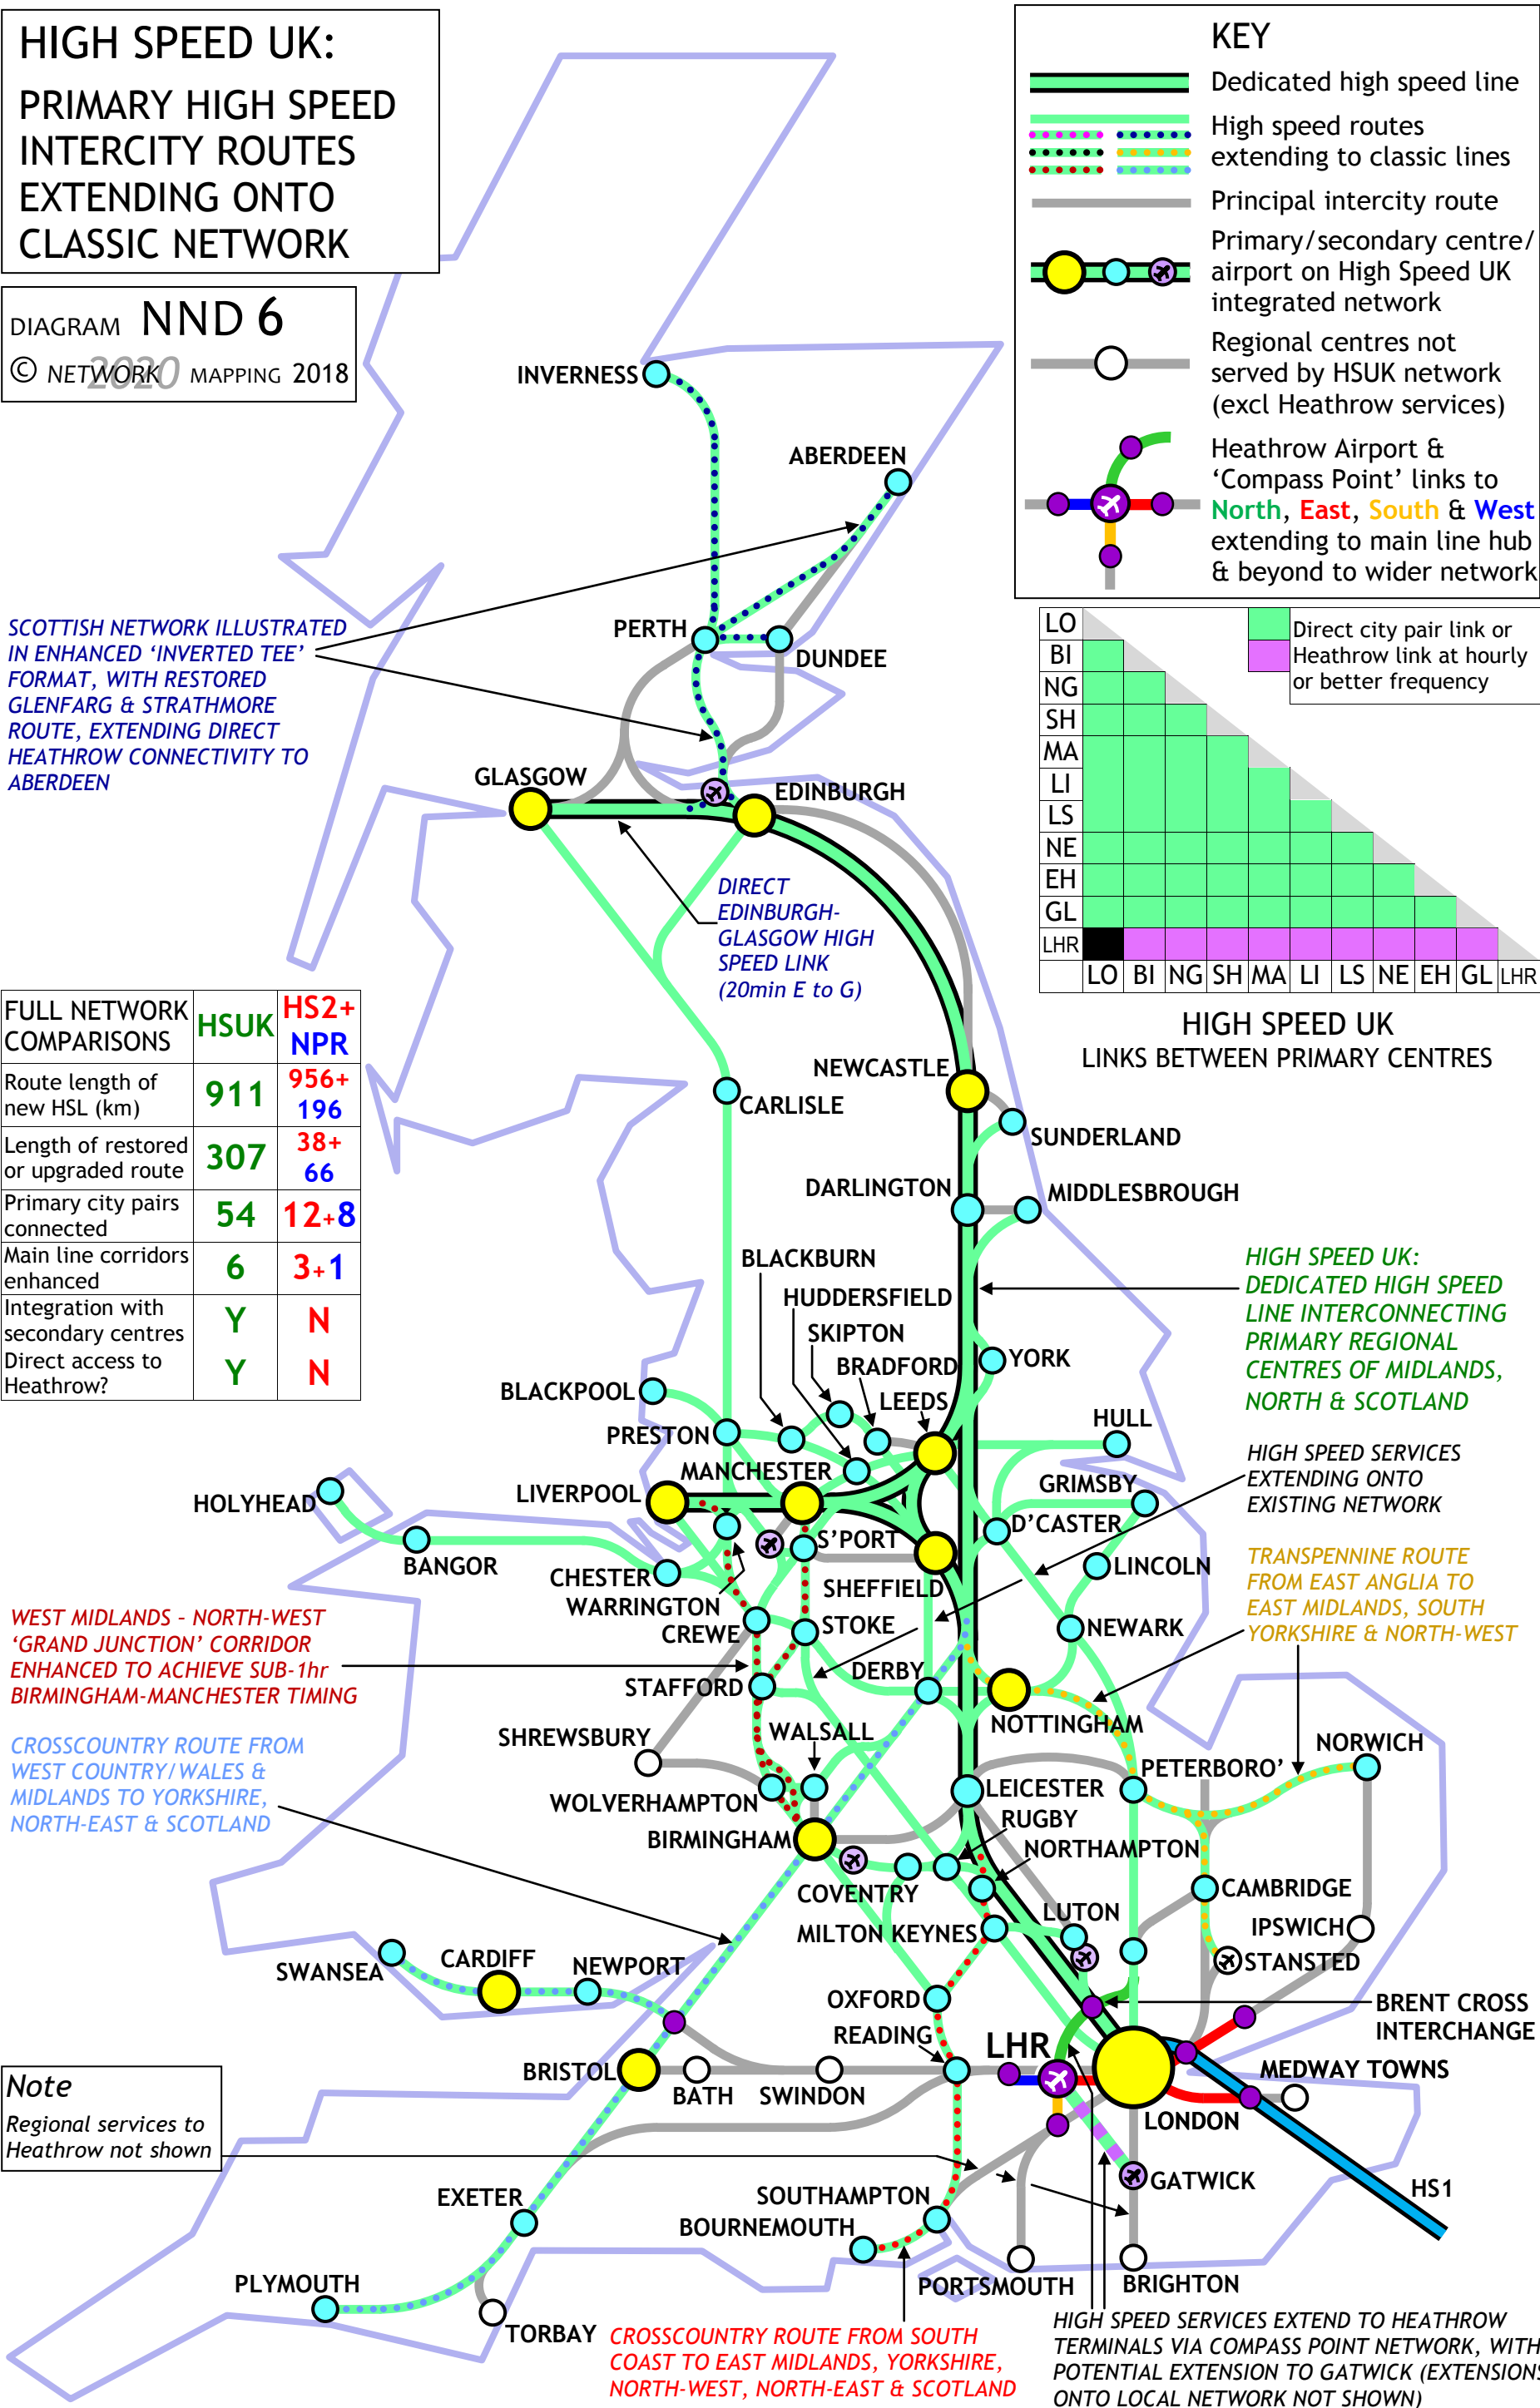 HIGH SPEED UK:
PRIMARY HIGH SPEED
INTERCITY ROUTES
EXTENDING ONTO
CLASSIC NETWORK
DIAGRAM NND 6
© NETWORK 2020 MAPPING 2018
KEY
Dedicated high speed line
High speed routes
extending to classic lines
Principal intercity route
Primary/secondary centre/
airport on High Speed UK
integrated network
Regional centres not
served by HSUK network
(excl Heathrow services)
Heathrow Airport &
‘Compass Point’ links to
North, East, South & West
extending to main line hub
& beyond to wider network
LO
BI
NG
SH
MA
LI
LS
NE
EH
GL
LHR
LO BI NG SH MA LI LS NE EH GL LHR
Direct city pair link or
Heathrow link at hourly
or better frequency
HIGH SPEED UK
LINKS BETWEEN PRIMARY CENTRES
INVERNESS
ABERDEEN
PERTH
DUNDEE
SCOTTISH NETWORK ILLUSTRATED
IN ENHANCED ‘INVERTED TEE’
FORMAT, WITH RESTORED
GLENFARG & STRATHMORE
ROUTE, EXTENDING DIRECT
HEATHROW CONNECTIVITY TO
ABERDEEN
GLASGOW
EDINBURGH
DIRECT
EDINBURGH-
GLASGOW HIGH
SPEED LINK
(20min E to G)
FULL NETWORK
COMPARISONS
HSUK
HS2+
NPR
Route length of
new HSL (km)
911
956+
196
Length of restored
or upgraded route
307
38+
66
Primary city pairs
connected
54
12+8
Main line corridors
enhanced
6
3+1
Integration with
secondary centres
Y
N
Direct access to
Heathrow?
Y
N
NEWCASTLE
CARLISLE
SUNDERLAND
DARLINGTON
MIDDLESBROUGH
BLACKBURN
HUDDERSFIELD
SKIPTON
BRADFORD
LEEDS
YORK
HIGH SPEED UK:
DEDICATED HIGH SPEED
LINE INTERCONNECTING
PRIMARY REGIONAL
CENTRES OF MIDLANDS,
NORTH & SCOTLAND
BLACKPOOL
PRESTON
HULL
MANCHESTER
LIVERPOOL
GRIMSBY
HIGH SPEED SERVICES
EXTENDING ONTO
EXISTING NETWORK
HOLYHEAD
BANGOR
S'PORT
D'CASTER
CHESTER
WARRINGTON
SHEFFIELD
LINCOLN
TRANSPENNINE ROUTE
FROM EAST ANGLIA TO
EAST MIDLANDS, SOUTH
YORKSHIRE & NORTH-WEST
WEST MIDLANDS - NORTH-WEST
‘GRAND JUNCTION’ CORRIDOR
ENHANCED TO ACHIEVE SUB-1hr
BIRMINGHAM-MANCHESTER TIMING
CREWE
STOKE
NEWARK
STAFFORD
DERBY
NOTTINGHAM
CROSSCOUNTRY ROUTE FROM
WEST COUNTRY/WALES &
MIDLANDS TO YORKSHIRE,
NORTH-EAST & SCOTLAND
SHREWSBURY
WALSALL
NORWICH
PETERBORO'
WOLVERHAMPTON
LEICESTER
RUGBY
BIRMINGHAM
NORTHAMPTON
COVENTRY
CAMBRIDGE
LUTON
MILTON KEYNES
IPSWICH
STANSTED
SWANSEA
CARDIFF
NEWPORT
OXFORD
BRENT CROSS
INTERCHANGE
READING
LHR
BRISTOL
BATH
SWINDON
MEDWAY TOWNS
LONDON
Note
Regional services to
Heathrow not shown
GATWICK
HS1
EXETER
SOUTHAMPTON
BOURNEMOUTH
PLYMOUTH
PORTSMOUTH
BRIGHTON
TORBAY
CROSSCOUNTRY ROUTE FROM SOUTH
COAST TO EAST MIDLANDS, YORKSHIRE,
NORTH-WEST, NORTH-EAST & SCOTLAND
HIGH SPEED SERVICES EXTEND TO HEATHROW
TERMINALS VIA COMPASS POINT NETWORK, WITH
POTENTIAL EXTENSION TO GATWICK (EXTENSIONS
ONTO LOCAL NETWORK NOT SHOWN)